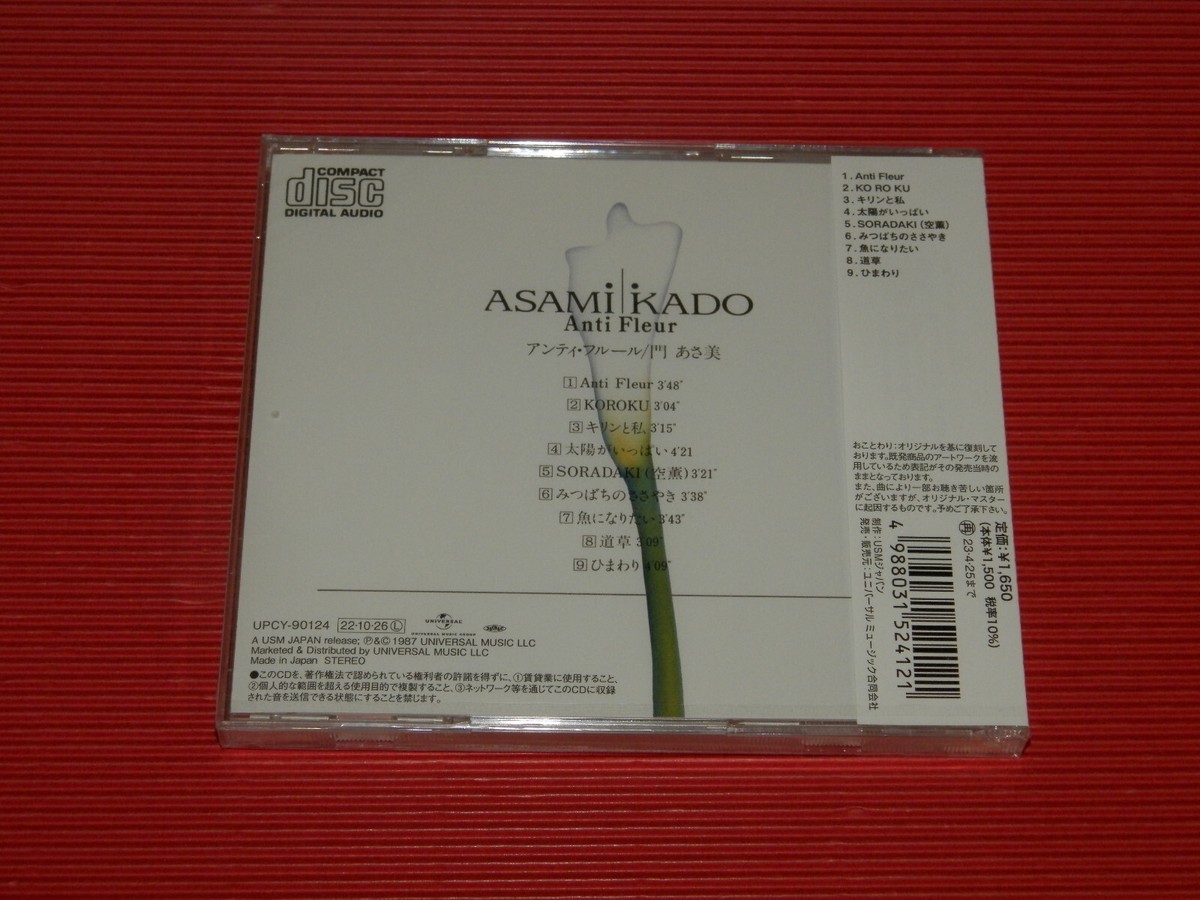 COMPACT
disc
DIGITAL AUDIO
ASAMI KADO
Anti Fleur
アンティ・フルール/門 あさ美
1 Anti Fleur 3'48"
2 KOROKU 3'04"
3 キリンと私 3'15"
4 太陽がいっぱい 4'21
5 SORADAKI (空薫) 3'21"
6 みつばちのささやき 3'38"
7 魚になりたい 3'43"
8 道草 3'09"
9 ひまわり 4'09"
UPCY-90124 22・10・26 Ⓛ
UNIVERSAL
UNIVERSAL MUSIC GROUP
A USM JAPAN release; ℗&© 1987 UNIVERSAL MUSIC LLC
Marketed & Distributed by UNIVERSAL MUSIC LLC
Made in Japan STEREO
●このCDを、著作権法で認められている権利者の許諾を得ずに、①賃貸業に使用すること、
②個人的な範囲を超える使用目的で複製すること、③ネットワーク等を通じてこのCDに収録
された音を送信できる状態にすることを禁じます。
1. Anti Fleur
2. KO RO KU
3. キリンと私
4. 太陽がいっぱい
5. SORADAKI (空薫)
6. みつばちのささやき
7. 魚になりたい
8. 道草
9. ひまわり
おことわり:オリジナルを基に復刻して
おります。既発商品のアートワークを流
用しているため表記がその発売当時の
ままとなっております。
また、曲により一部お聴き苦しい箇所
がございますが、オリジナル・マスター
に起因するものです。予めご了承下さい。
定価:¥1,650
(本体¥1,500 税率10%)
再 23・4・25まで
4 988031 524121
制作:USMジャパン
発売・販売元:ユニバーサル ミュージック合同会社